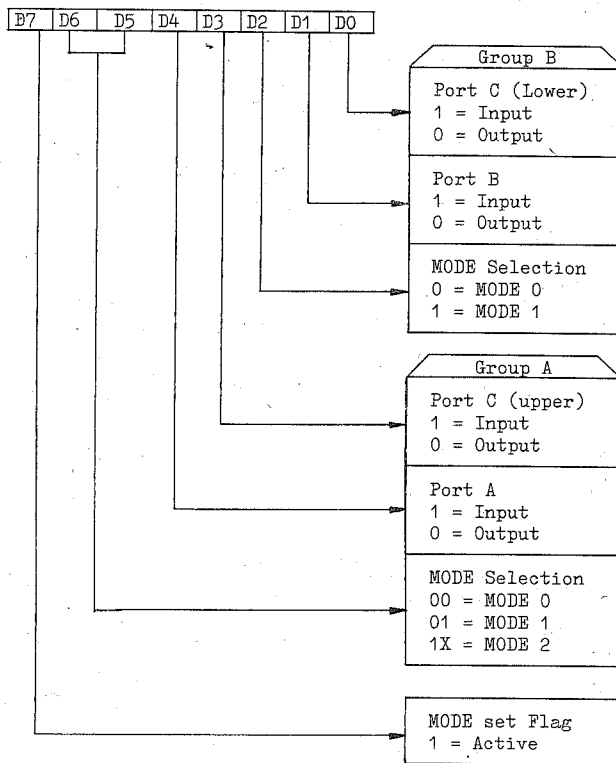 D7 D6 D5 D4 D3 D2 D1 D0
Group B
Port C (Lower)
1 = Input
0 = Output
Port B
1 = Input
0 = Output
MODE Selection
0 = MODE 0
1 = MODE 1
Group A
Port C (upper)
1 = Input
0 = Output
Port A
1 = Input
0 = Output
MODE Selection
00 = MODE 0
01 = MODE 1
1X = MODE 2
MODE set Flag
1 = Active